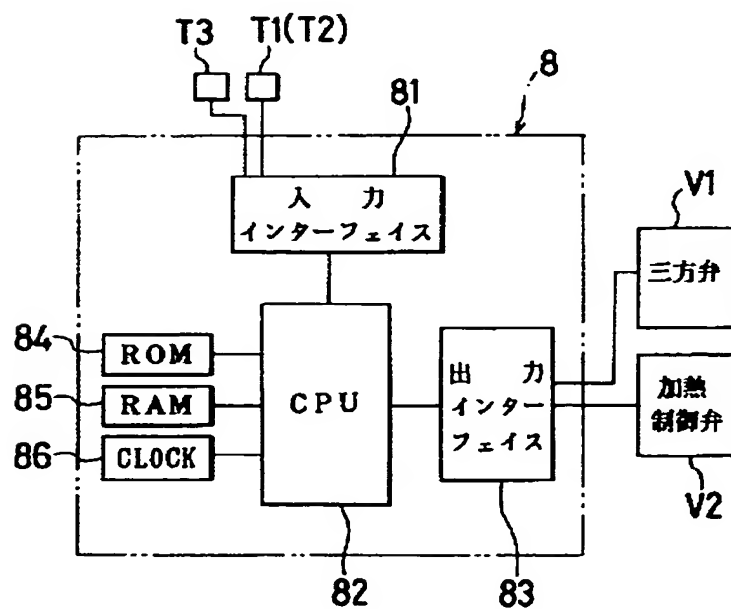 T3
T1(T2)
8
81
入 力
インターフェイス
V1
三方弁
84
ROM
85
RAM
86
CLOCK
CPU
出 力
インター
フェイス
加熱
制御弁
V2
82
83